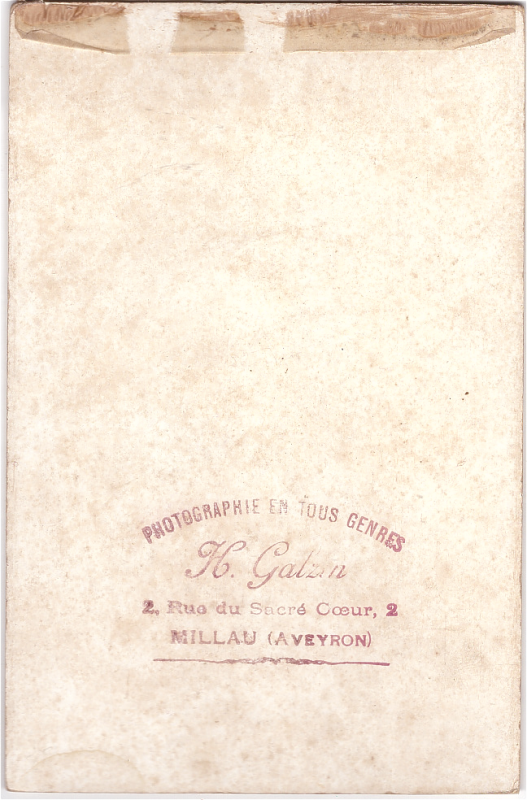 PHOTOGRAPHIE EN TOUS GENRES
H. Galzin
2, Rue du Sacré Cœur, 2
MILLAU (AVEYRON)